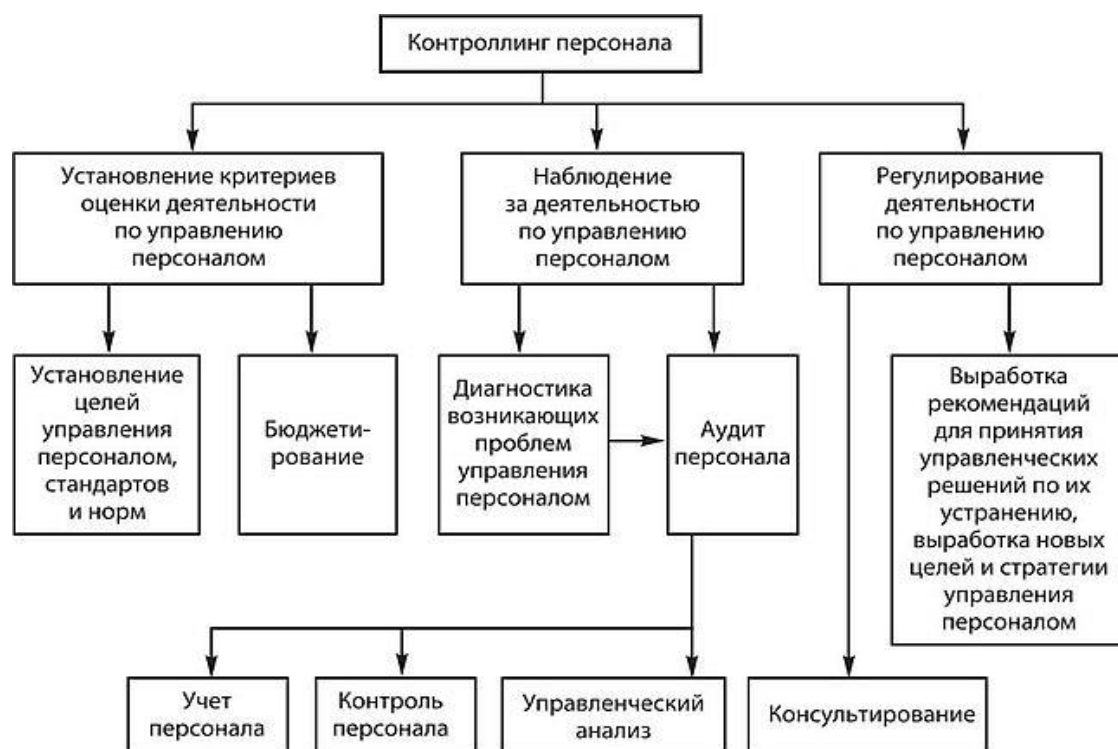 Контроллинг персонала
Установление критериев
оценки деятельности
по управлению
персоналом
Наблюдение
за деятельностью
по управлению
персоналом
Регулирование
деятельности
по управлению
персоналом
Установление
целей
управления
персоналом,
стандартов
и норм
Бюджети-
рование
Диагностика
возникающих
проблем
управления
персоналом
Аудит
персонала
Выработка
рекомендаций
для принятия
управленческих
решений по их
устранению,
выработка новых
целей и стратегии
управления
персоналом
Учет
персонала
Контроль
персонала
Управленческий
анализ
Консультирование